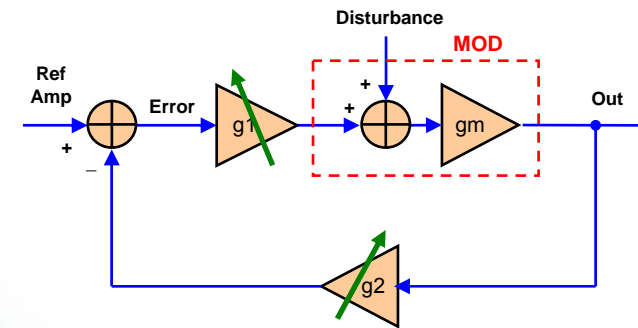 Disturbance
MOD
Ref
Amp
Error
Out
+
+
+
−
g1
gm
g2